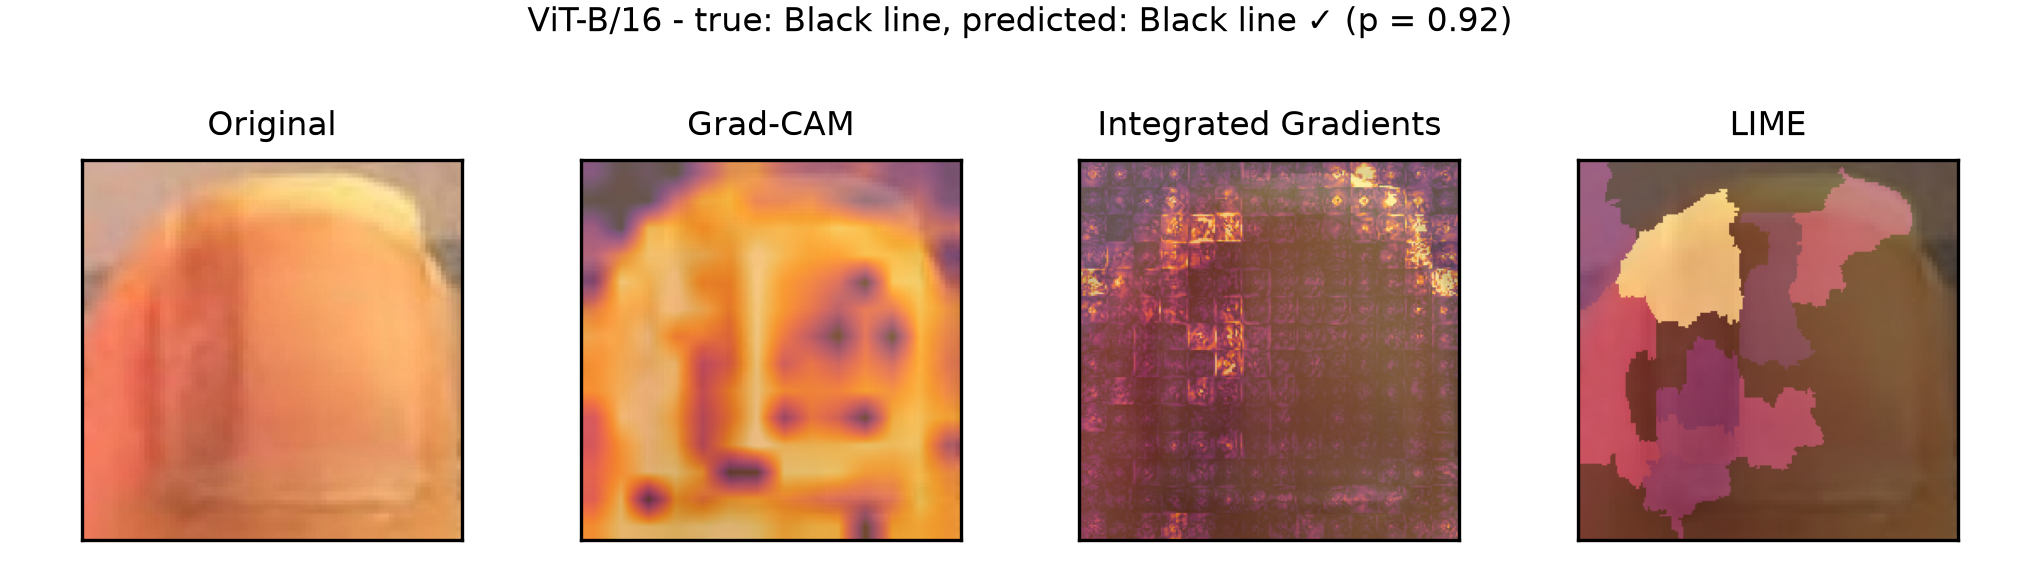 ViT-B/16 - true: Black line, predicted: Black line ✓ (p = 0.92)
Original
Grad-CAM
Integrated Gradients
LIME